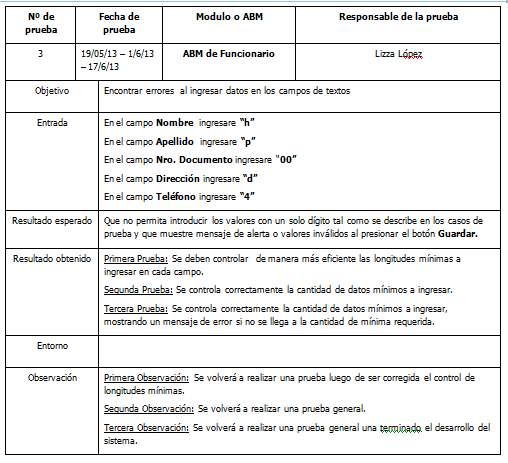 Nº de prueba
Fecha de prueba
Modulo o ABM
Responsable de la prueba
3
19/05/13 – 1/6/13
– 17/6/13
ABM de Funcionario
Lizza López
Objetivo
Encontrar errores al ingresar datos en los campos de textos
Entrada
En el campo Nombre ingresare “h”
En el campo Apellido ingresare “p”
En el campo Nro. Documento ingresare “00”
En el campo Dirección ingresare “d”
En el campo Teléfono ingresare “4”
Resultado esperado
Que no permita introducir los valores con un solo dígito tal como se describe en los casos de
prueba y que muestre mensaje de alerta o valores inválidos al presionar el botón Guardar.
Resultado obtenido
Primera Prueba: Se deben controlar de manera más eficiente las longitudes mínimas a
ingresar en cada campo.
Segunda Prueba: Se controla correctamente la cantidad de datos mínimos a ingresar.
Tercera Prueba: Se controla correctamente la cantidad de datos mínimos a ingresar,
mostrando un mensaje de error si no se llega a la cantidad de mínima requerida.
Entorno
Observación
Primera Observación: Se volverá a realizar una prueba luego de ser corregida el control de
longitudes mínimas.
Segunda Observación: Se volverá a realizar una prueba general.
Tercera Observación: Se volverá a realizar una prueba general una terminado el desarrollo del
sistema.